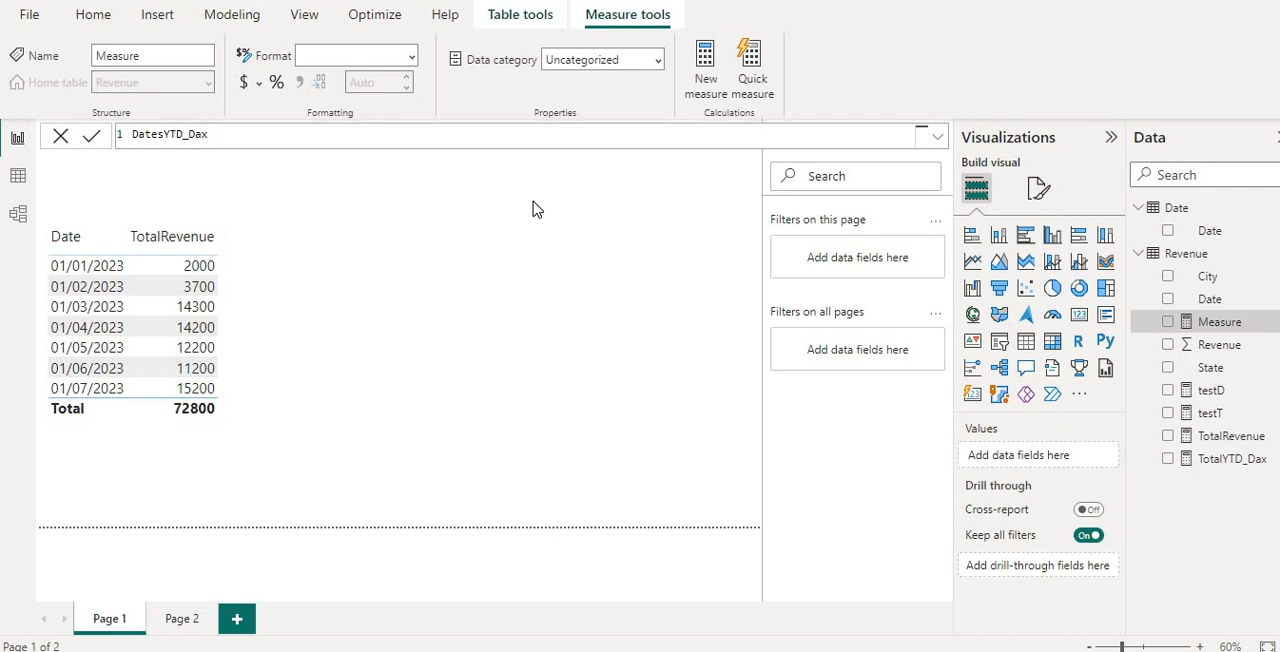 File Home Insert Modeling View Optimize Help Table tools Measure tools
Name Measure
Home table Revenue
Structure
Format
$ % 9 Auto
Formatting
Data category Uncategorized
Properties
New measure
Quick measure
Calculations
1 DatesYTD_Dax
Date TotalRevenue
01/01/2023 2000
01/02/2023 3700
01/03/2023 14300
01/04/2023 14200
01/05/2023 12200
01/06/2023 11200
01/07/2023 15200
Total 72800
Search
Filters on this page ...
Add data fields here
Filters on all pages ...
Add data fields here
Visualizations
Build visual
123
R Py
123
...
Values
Add data fields here
Drill through
Cross-report Off
Keep all filters On
Add drill-through fields here
Data
Search
Date
Date
Revenue
City
Date
Measure
Σ Revenue
State
testD
testT
TotalRevenue
TotalYTD_Dax
Page 1 Page 2 +
Page 1 of 2
- + 60%